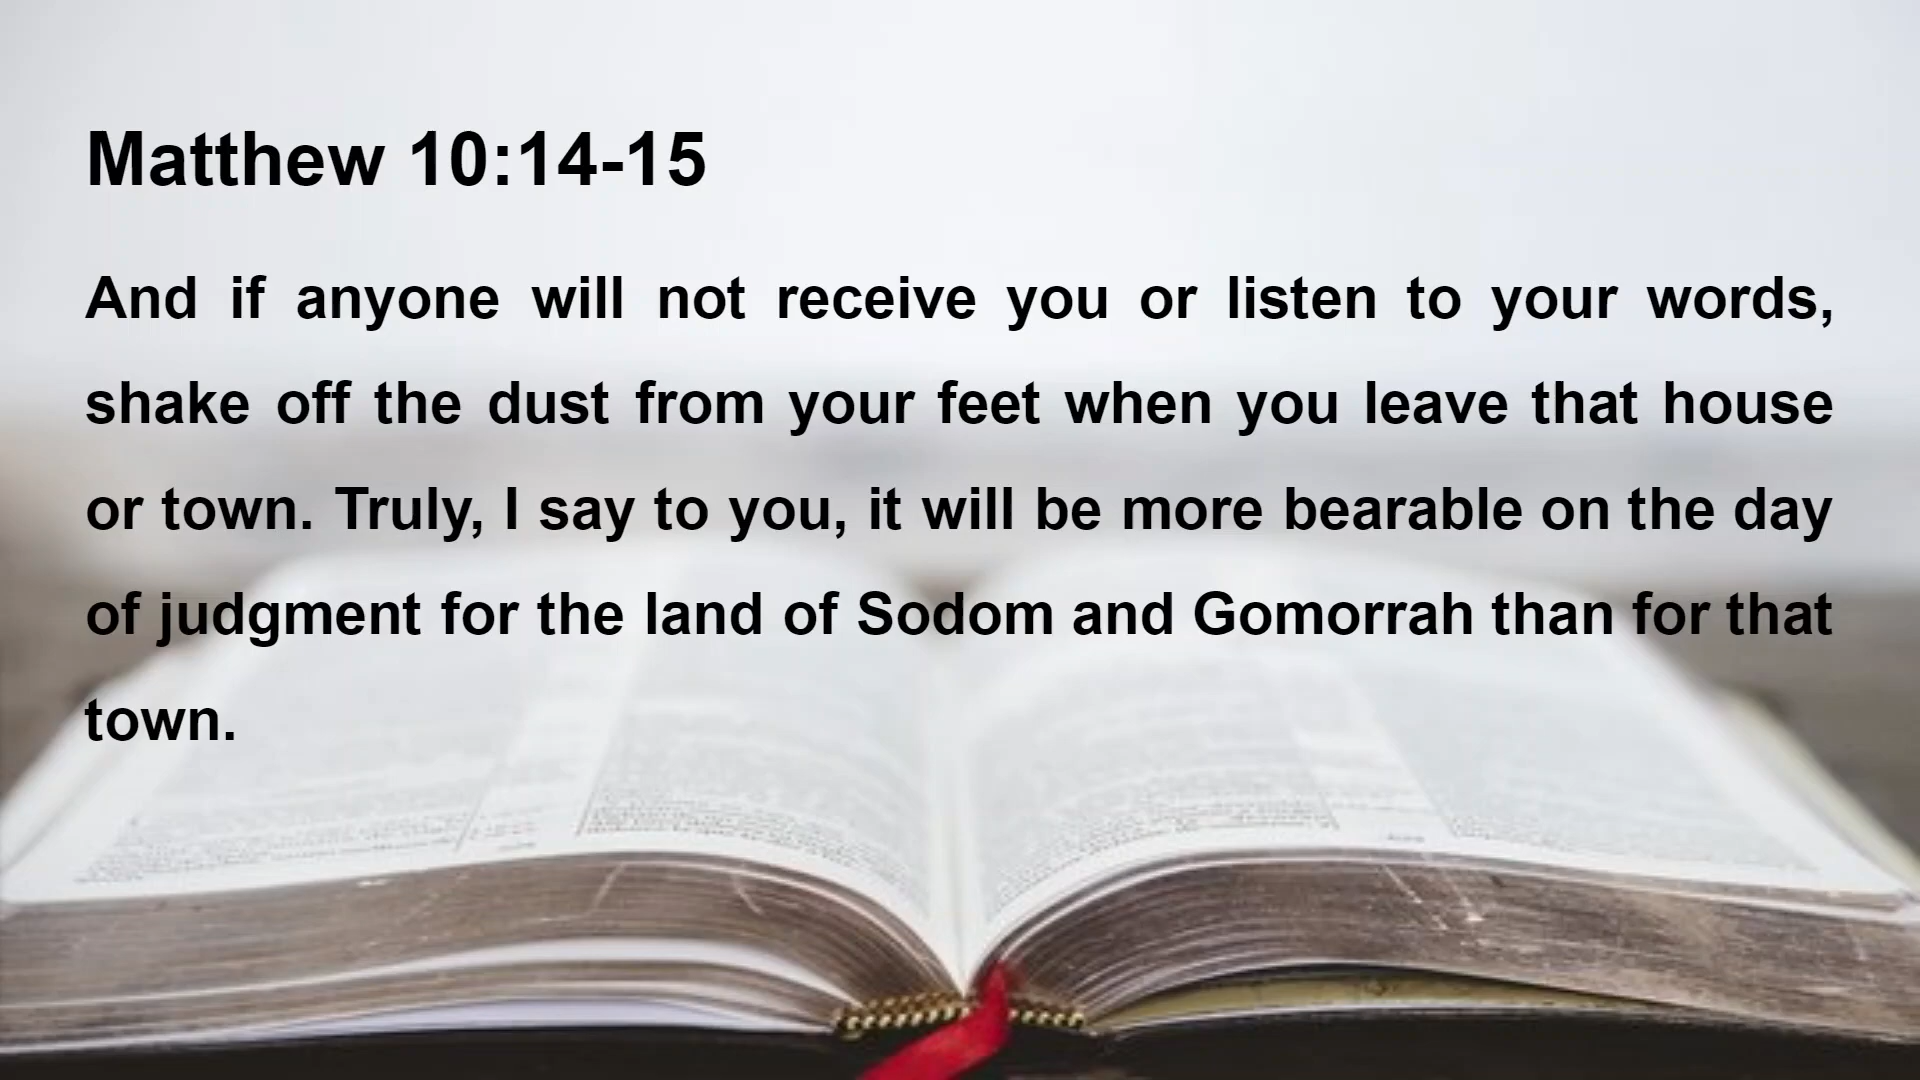 Matthew 10:14-15
And if anyone will not receive you or listen to your words,
shake off the dust from your feet when you leave that house
or town. Truly, I say to you, it will be more bearable on the day
of judgment for the land of Sodom and Gomorrah than for that
town.